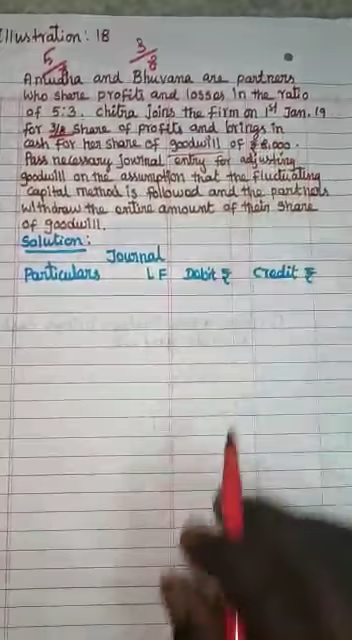 Illustration: 18
5 3/8
Anudha and Bhuvana are partners
who share profits and losses in the ratio
of 5:3. chitra joins the firm on 1st Jan. 19
for 3/8 share of profits and brings in
cash for her share of goodwill of ₹ 8,000.
Pass necessary journal entry for adjusting
goodwill on the assumption that the fluctuating
capital method is followed and the partners
withdraw the entire amount of their share
of goodwill.
Solution:
Journal
Particulars L F Debit ₹ Credit ₹